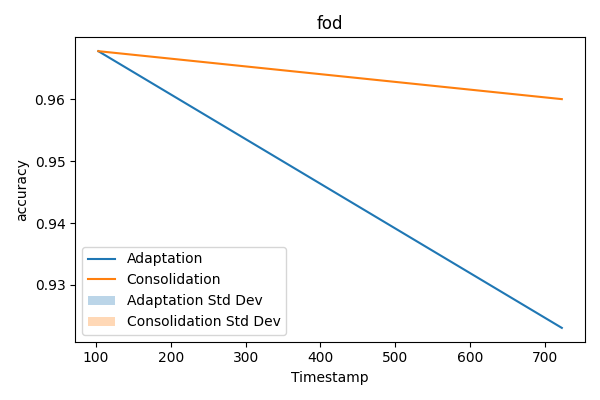 fod
accuracy
0.96
0.95
0.94
0.93
Adaptation
Consolidation
Adaptation Std Dev
Consolidation Std Dev
100 200 300 400 500 600 700
Timestamp